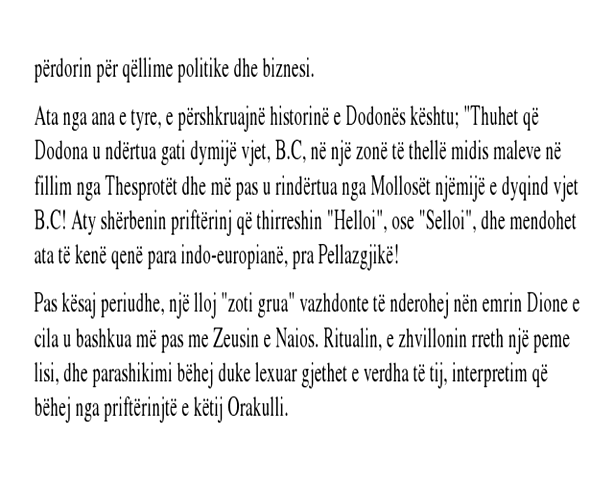 përdorin për qëllime politike dhe biznesi.
Ata nga ana e tyre, e përshkruajnë historinë e Dodonës kështu; "Thuhet që
Dodona u ndërtua gati dymijë vjet, B.C, në një zonë të thellë midis maleve në
fillim nga Thesprotët dhe më pas u rindërtua nga Mollosët njëmijë e dyqind vjet
B.C! Aty shërbenin priftërinj që thirreshin "Helloi", ose "Selloi", dhe mendohet
ata të kenë qenë para indo-europianë, pra Pellazgjikë!
Pas kësaj periudhe, një lloj "zoti grua" vazhdonte të nderohej nën emrin Dione e
cila u bashkua më pas me Zeusin e Naios. Ritualin, e zhvillonin rreth një peme
lisi, dhe parashikimi bëhej duke lexuar gjethet e verdha të tij, interpretim që
bëhej nga priftërinjtë e këtij Orakulli.